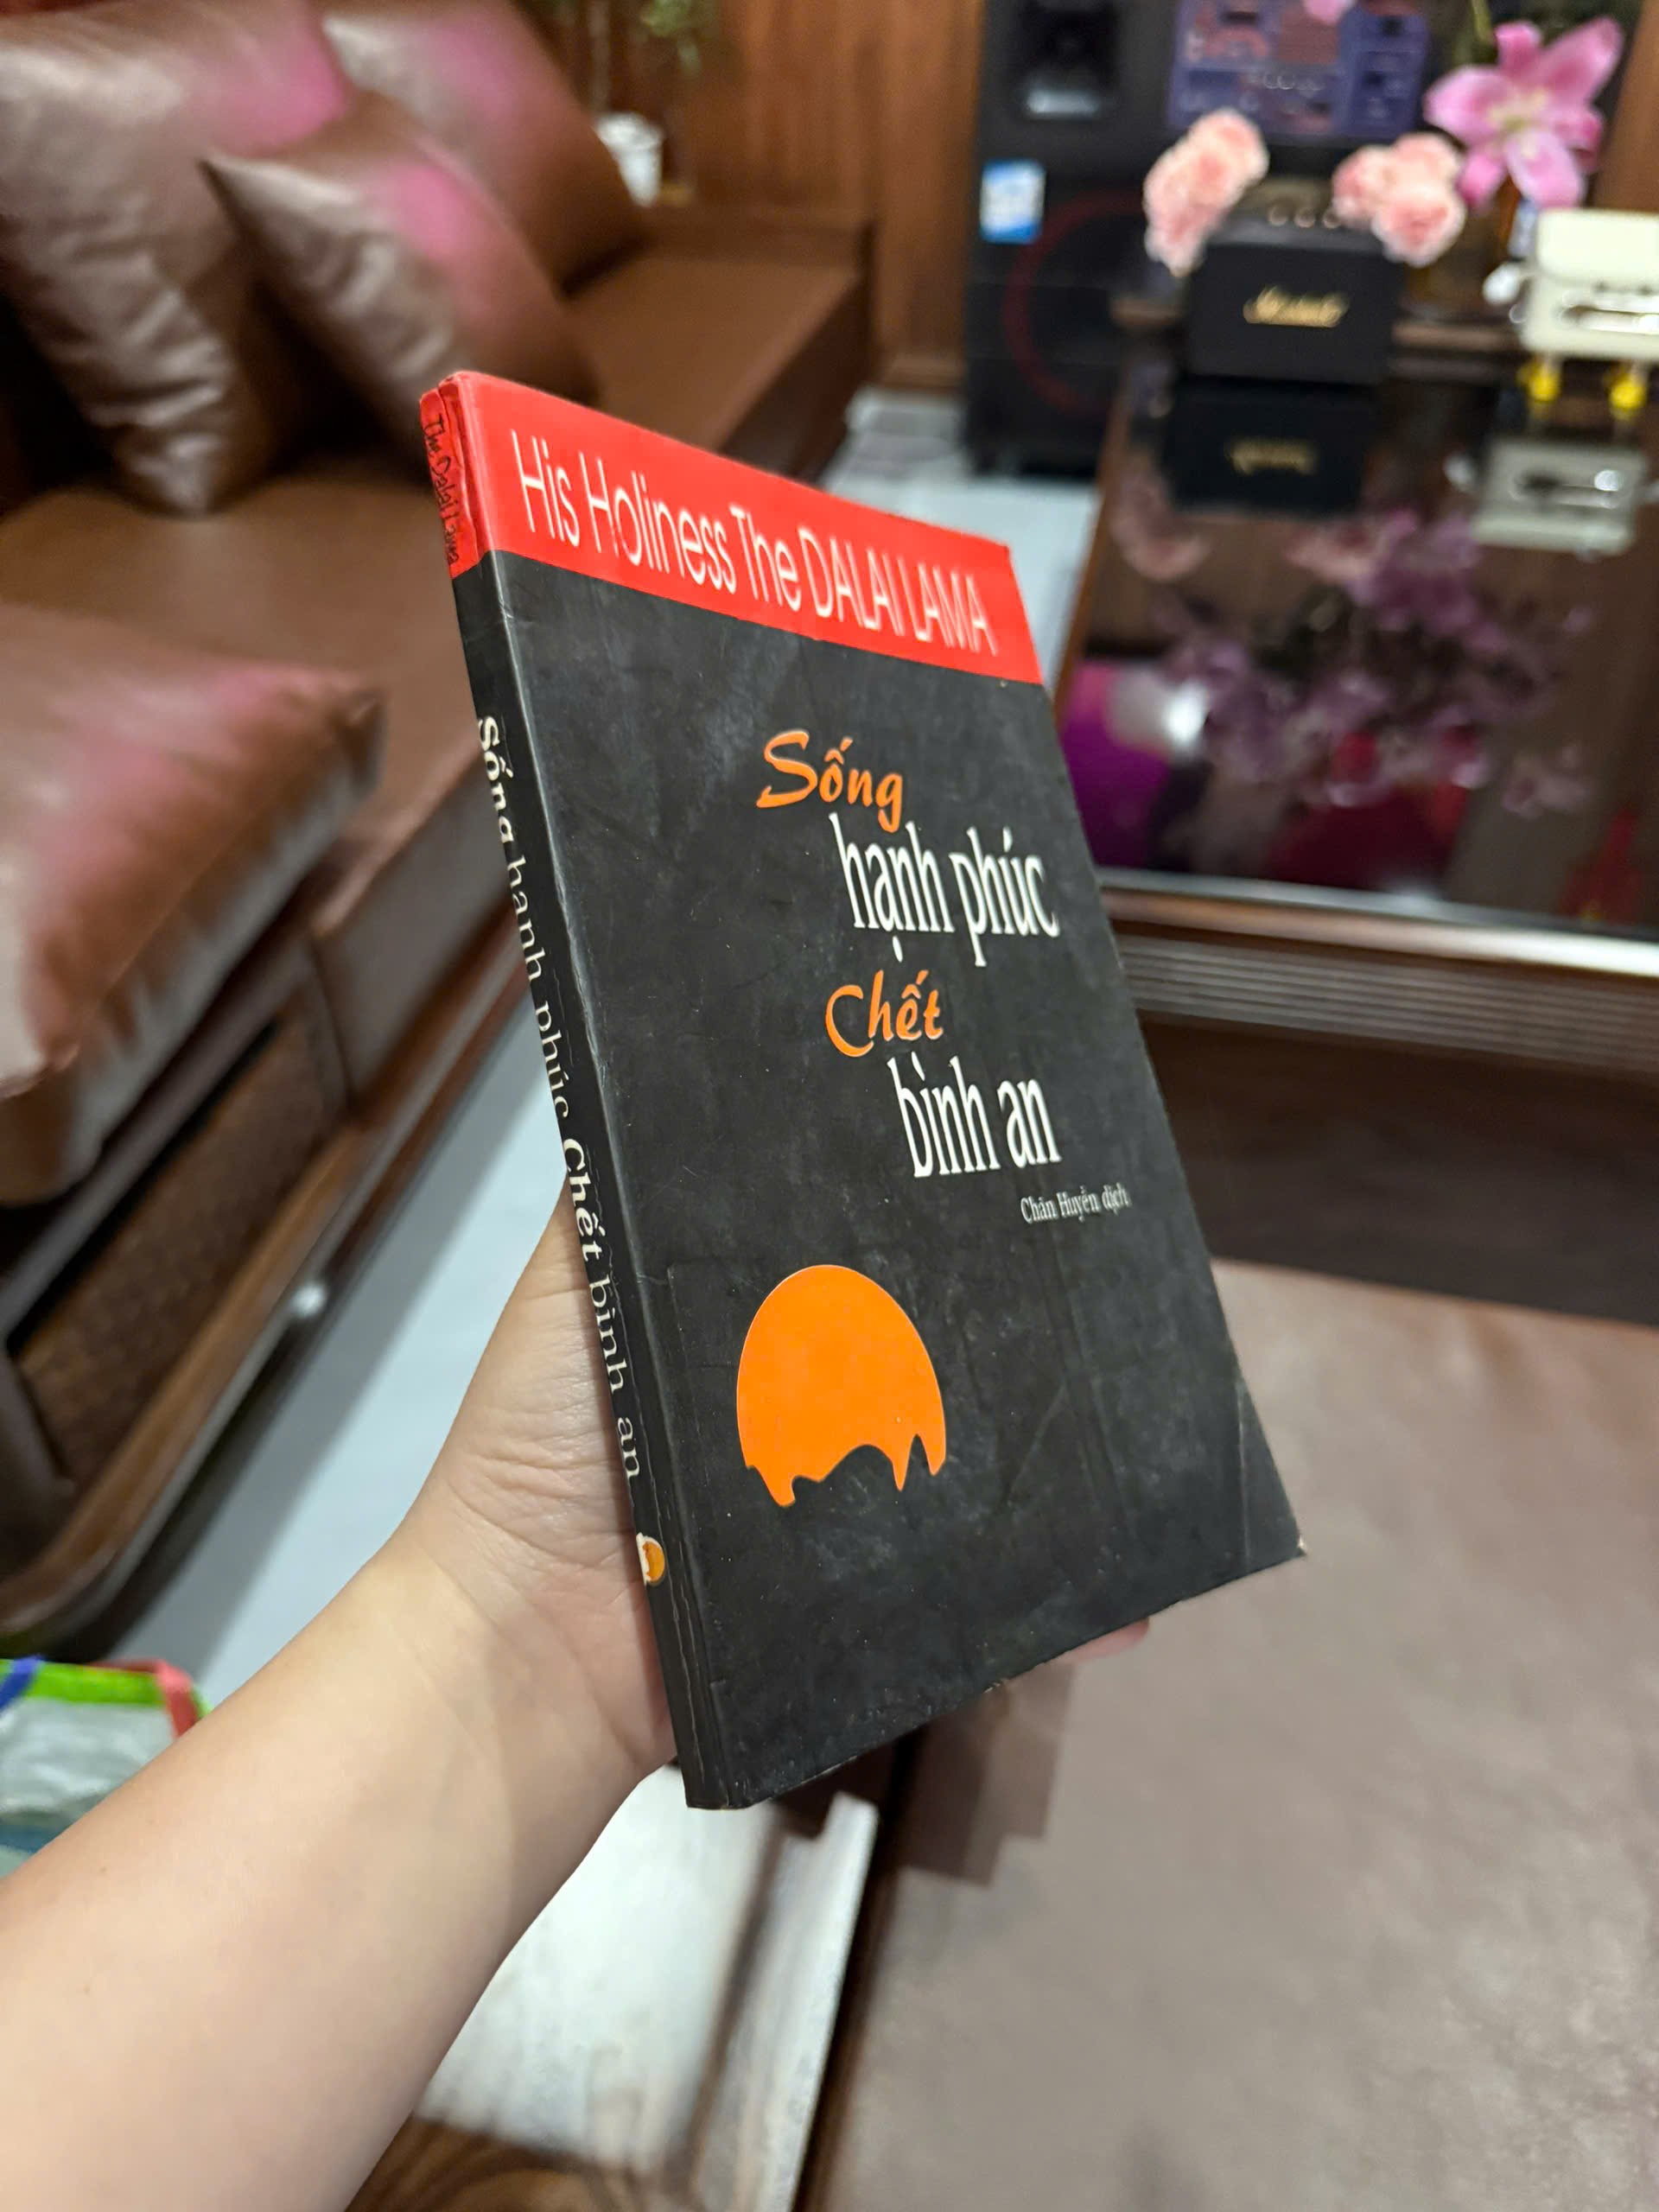 His Holiness The DALAI LAMA
Sống
hạnh phúc
Chết
bình an
Chân Huyền dịch
The Dalai Lama
Sống hạnh phúc Chết bình an
Marshall